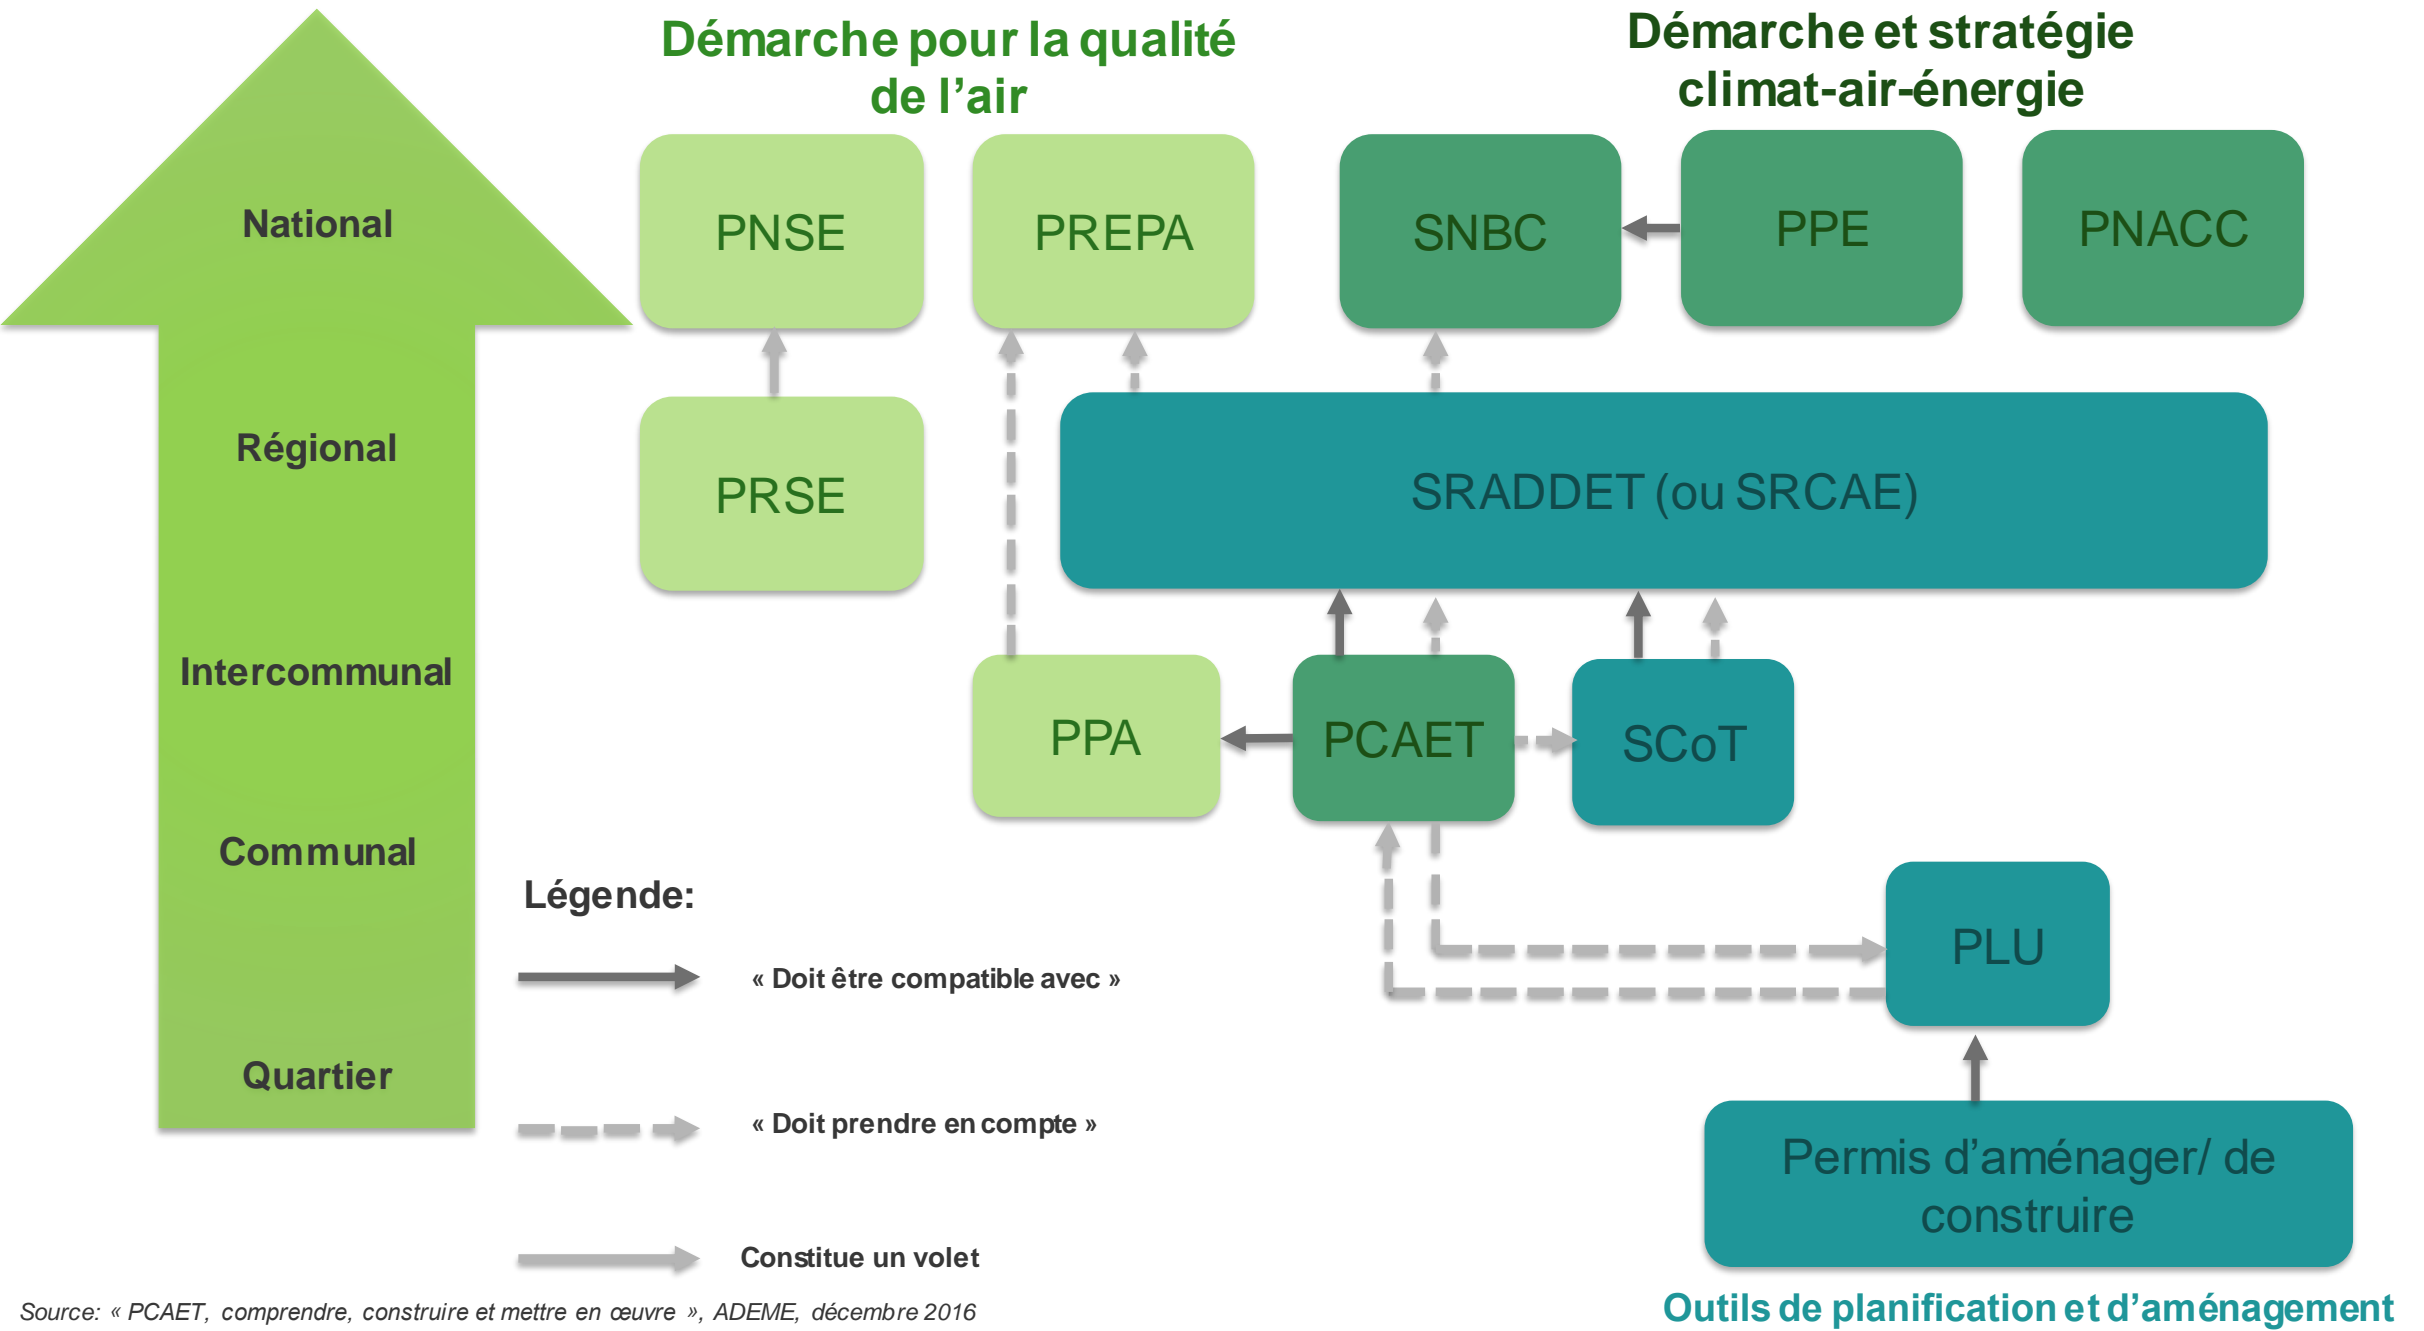 Démarche pour la qualité
de l’air
Démarche et stratégie
climat-air-énergie
National
PNSE
PREPA
SNBC
PPE
PNACC
Régional
PRSE
SRADDET (ou SRCAE)
Intercommunal
PPA
PCAET
SCoT
Communal
PLU
Légende:
« Doit être compatible avec »
Quartier
« Doit prendre en compte »
Permis d’aménager/ de
construire
Constitue un volet
Source: « PCAET, comprendre, construire et mettre en œuvre », ADEME, décembre 2016
Outils de planification et d’aménagement